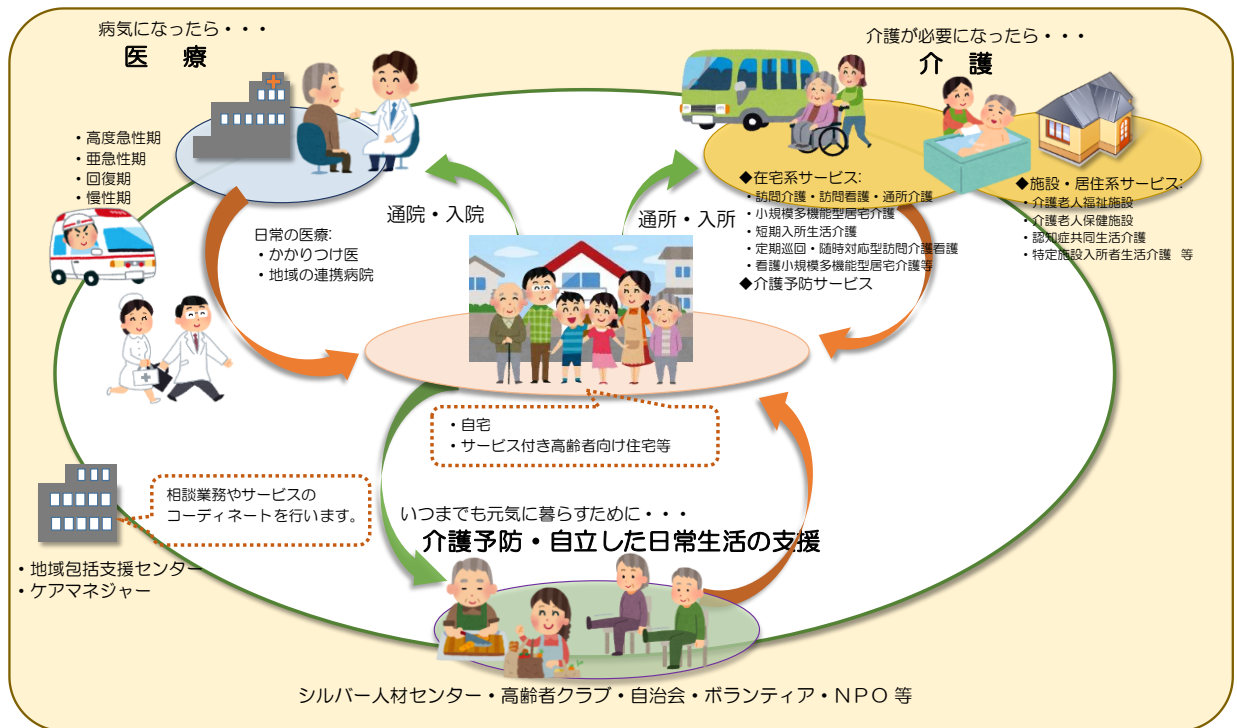 病気になったら・・・
医 療
・高度急性期
・亜急性期
・回復期
・慢性期
日常の医療:
・かかりつけ医
・地域の連携病院
通院・入院
介護が必要になったら・・・
介 護
通所・入所
◆在宅系サービス:
・訪問介護・訪問看護・通所介護
・小規模多機能型居宅介護
・短期入所生活介護
・定期巡回・随時対応型訪問介護看護
・看護小規模多機能型居宅介護等
◆介護予防サービス
◆施設・居住系サービス:
・介護老人福祉施設
・介護老人保健施設
・認知症共同生活介護
・特定施設入所者生活介護 等
・自宅
・サービス付き高齢者向け住宅等
相談業務やサービスの
コーディネートを行います。
・地域包括支援センター
・ケアマネジャー
いつまでも元気に暮らすために・・・
介護予防・自立した日常生活の支援
シルバー人材センター・高齢者クラブ・自治会・ボランティア・NPO 等